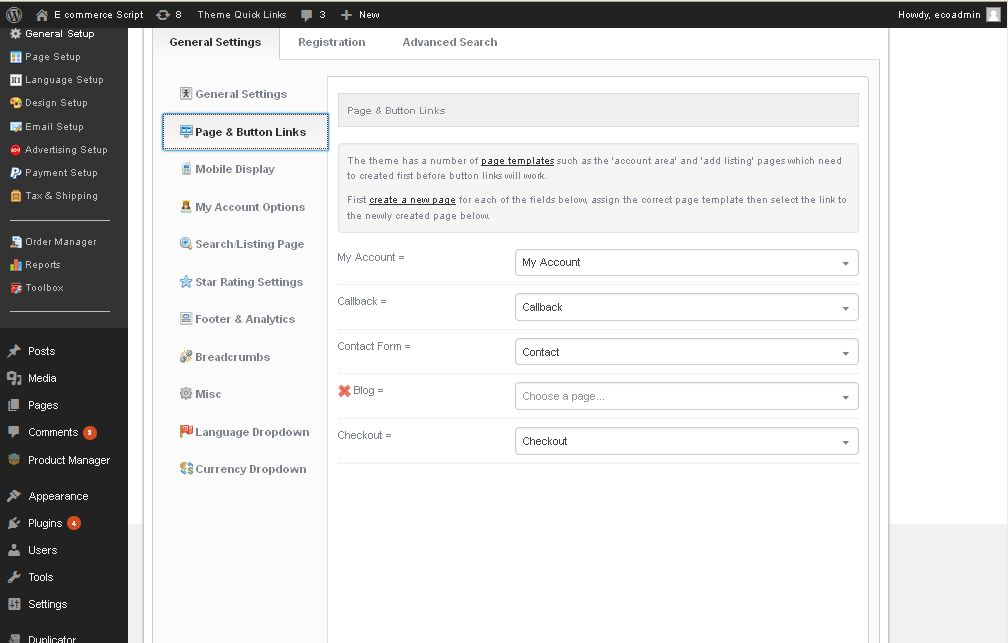 E commerce Script
8
Theme Quick Links
3
New
Howdy, ecoadmin
General Setup
Page Setup
Language Setup
Design Setup
Email Setup
Advertising Setup
Payment Setup
Tax & Shipping
Order Manager
Reports
Toolbox
Posts
Media
Pages
Comments 3
Product Manager
Appearance
Plugins 4
Users
Tools
Settings
Duplicator
General Settings
Registration
Advanced Search
General Settings
Page & Button Links
Mobile Display
My Account Options
Search/Listing Page
Star Rating Settings
Footer & Analytics
Breadcrumbs
Misc
Language Dropdown
Currency Dropdown
Page & Button Links
The theme has a number of page templates such as the 'account area' and 'add listing' pages which need
to created first before button links will work.
First create a new page for each of the fields below, assign the correct page template then select the link to
the newly created page below.
My Account =
My Account
Callback =
Callback
Contact Form =
Contact
Blog =
Choose a page...
Checkout =
Checkout